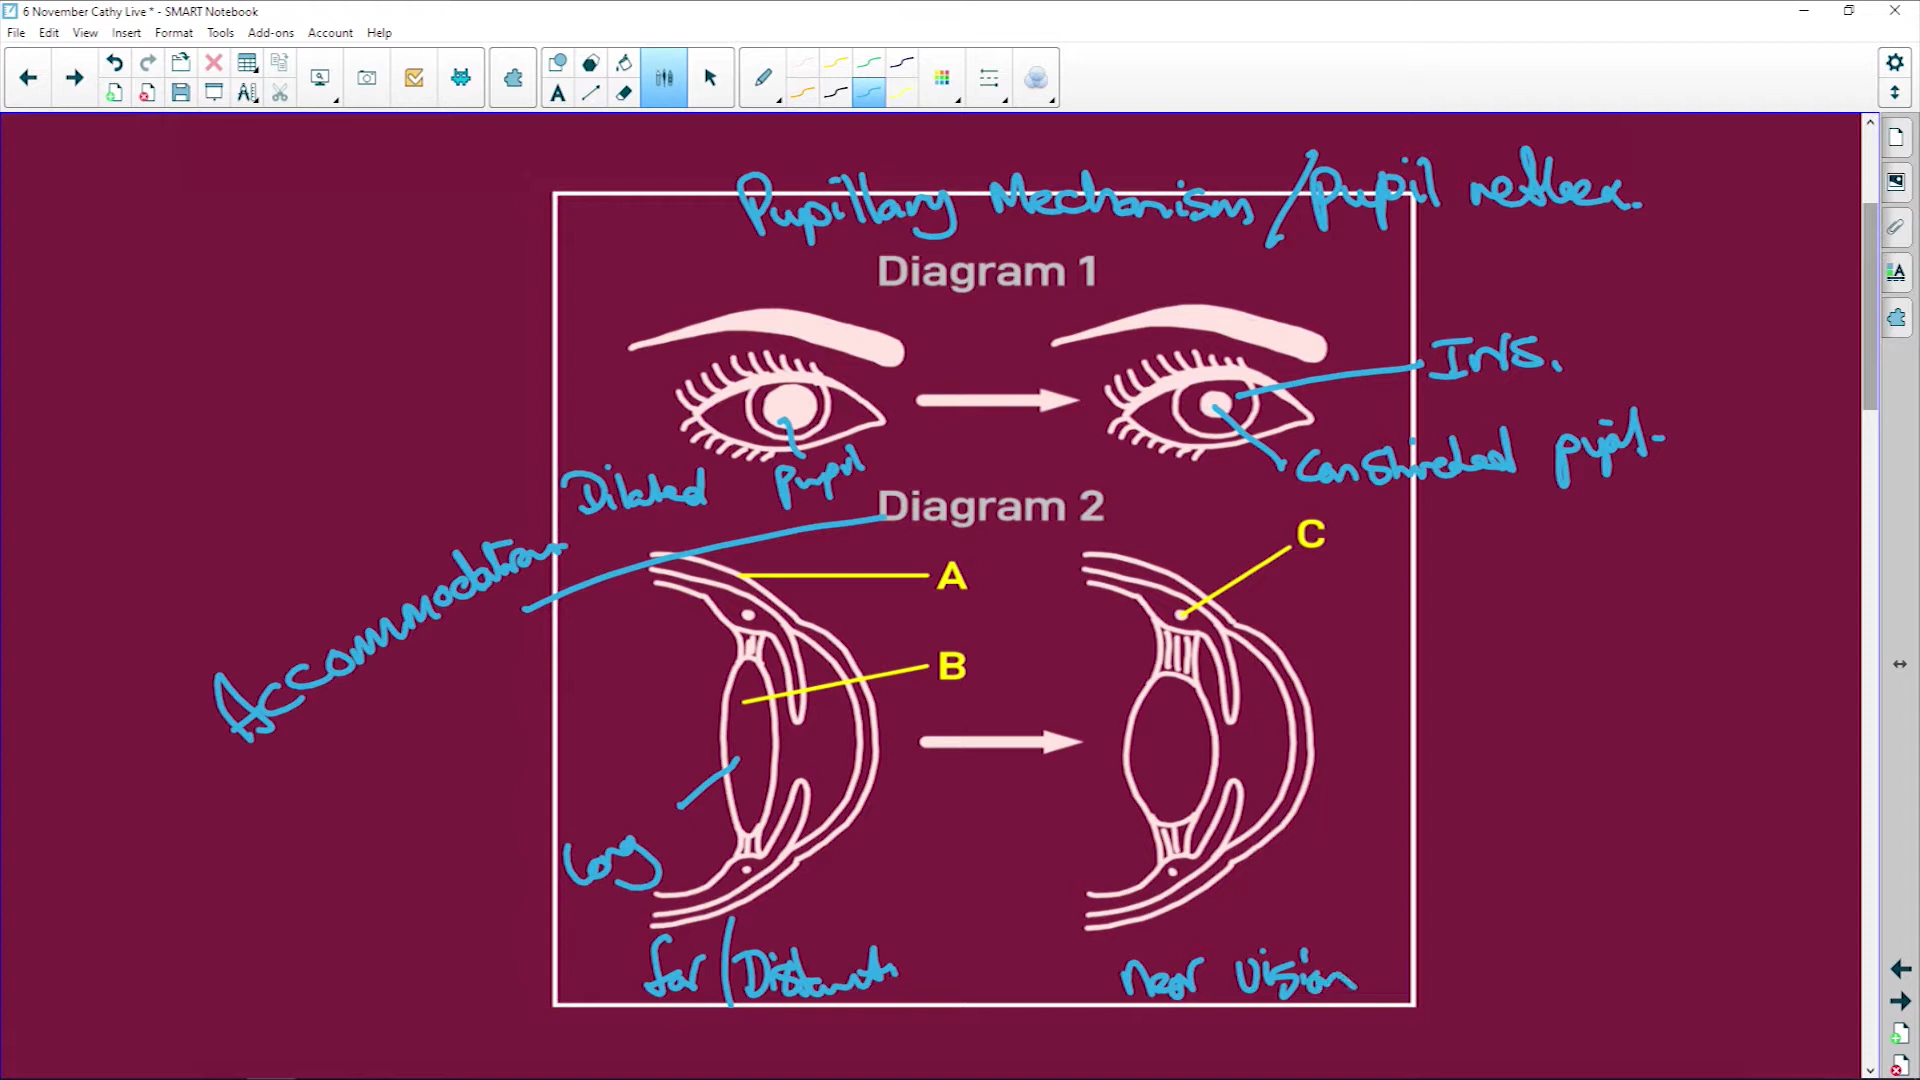 6 November Cathy Live * - SMART Notebook
File Edit View Insert Format Tools Add-ons Account Help
Pupillary Mechanism / pupil reflex.
Diagram 1
Iris.
Constricted pupil.
Dilated pupil
Diagram 2
Accommodation
C
A
B
Long
far / Distant
near vision